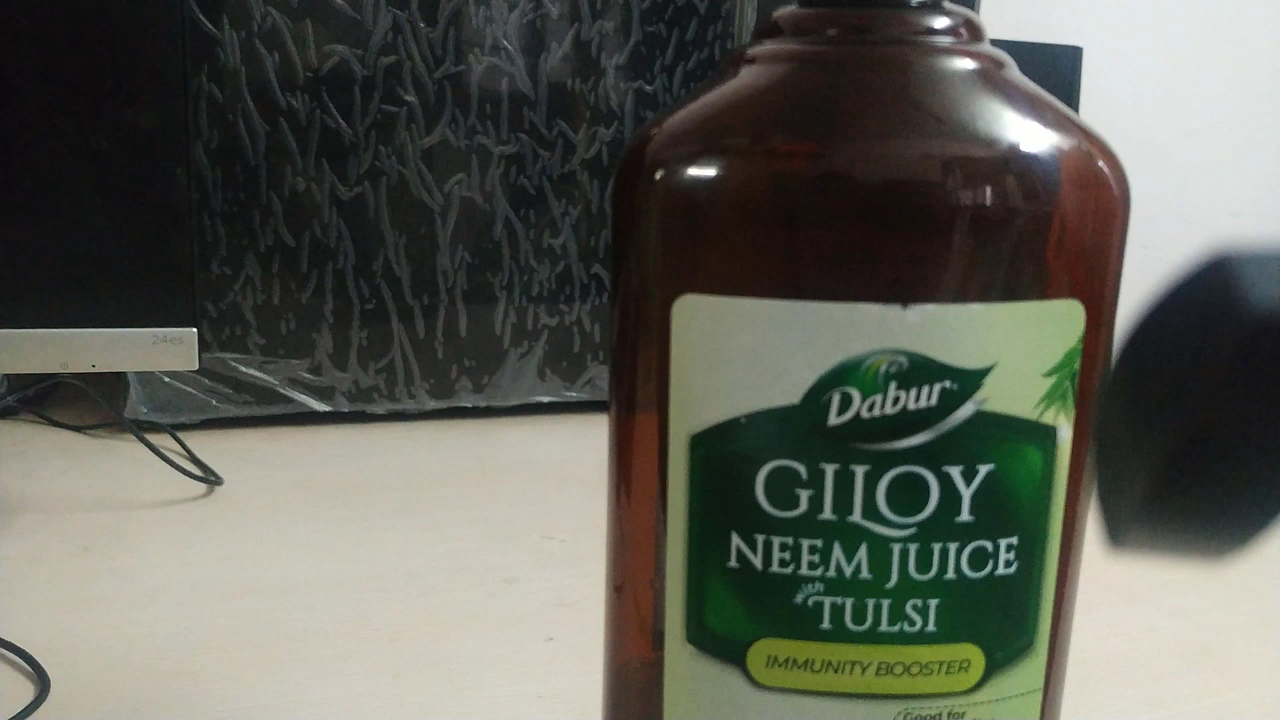 24es
Dabur
GILOY
NEEM JUICE
with
TULSI
IMMUNITY BOOSTER
Good for